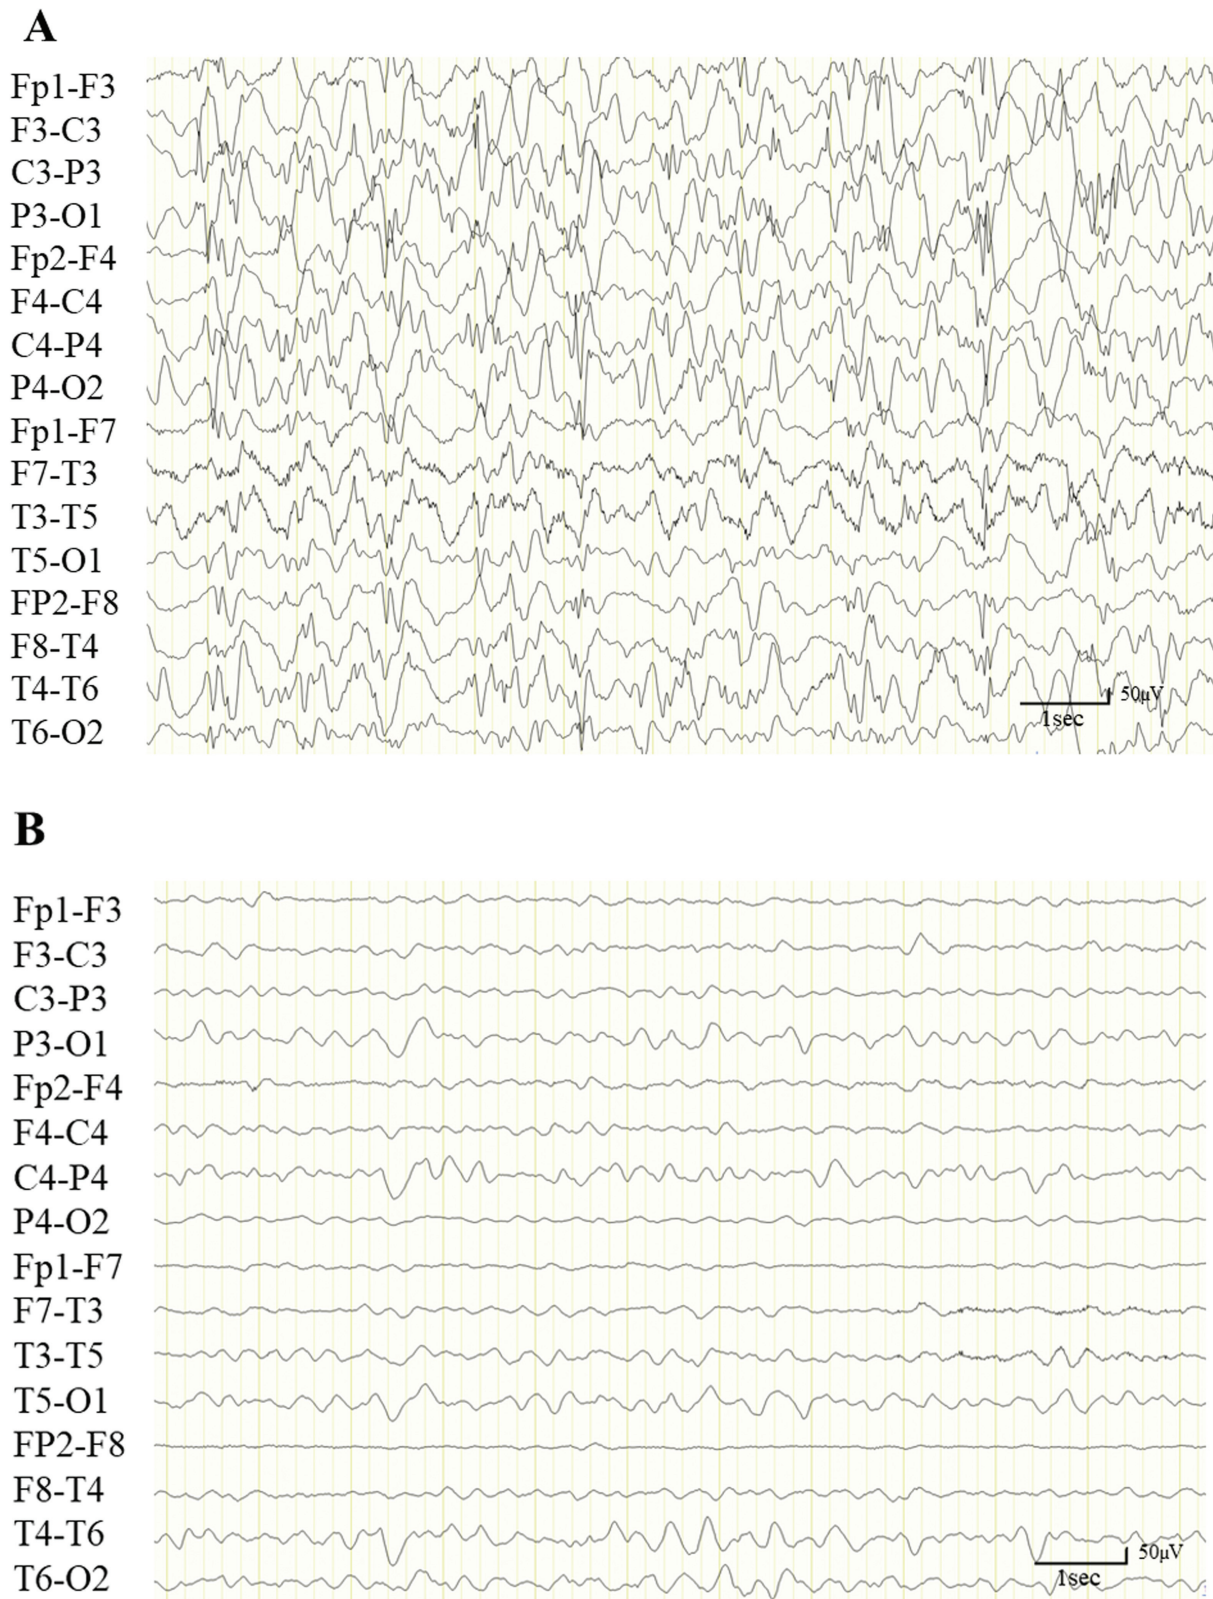 A
Fp1-F3
F3-C3
C3-P3
P3-O1
Fp2-F4
F4-C4
C4-P4
P4-O2
Fp1-F7
F7-T3
T3-T5
T5-O1
FP2-F8
F8-T4
T4-T6
50μV
1sec
T6-O2
B
Fp1-F3
F3-C3
C3-P3
P3-O1
Fp2-F4
F4-C4
C4-P4
P4-O2
Fp1-F7
F7-T3
T3-T5
T5-O1
FP2-F8
F8-T4
T4-T6
50μV
1sec
T6-O2